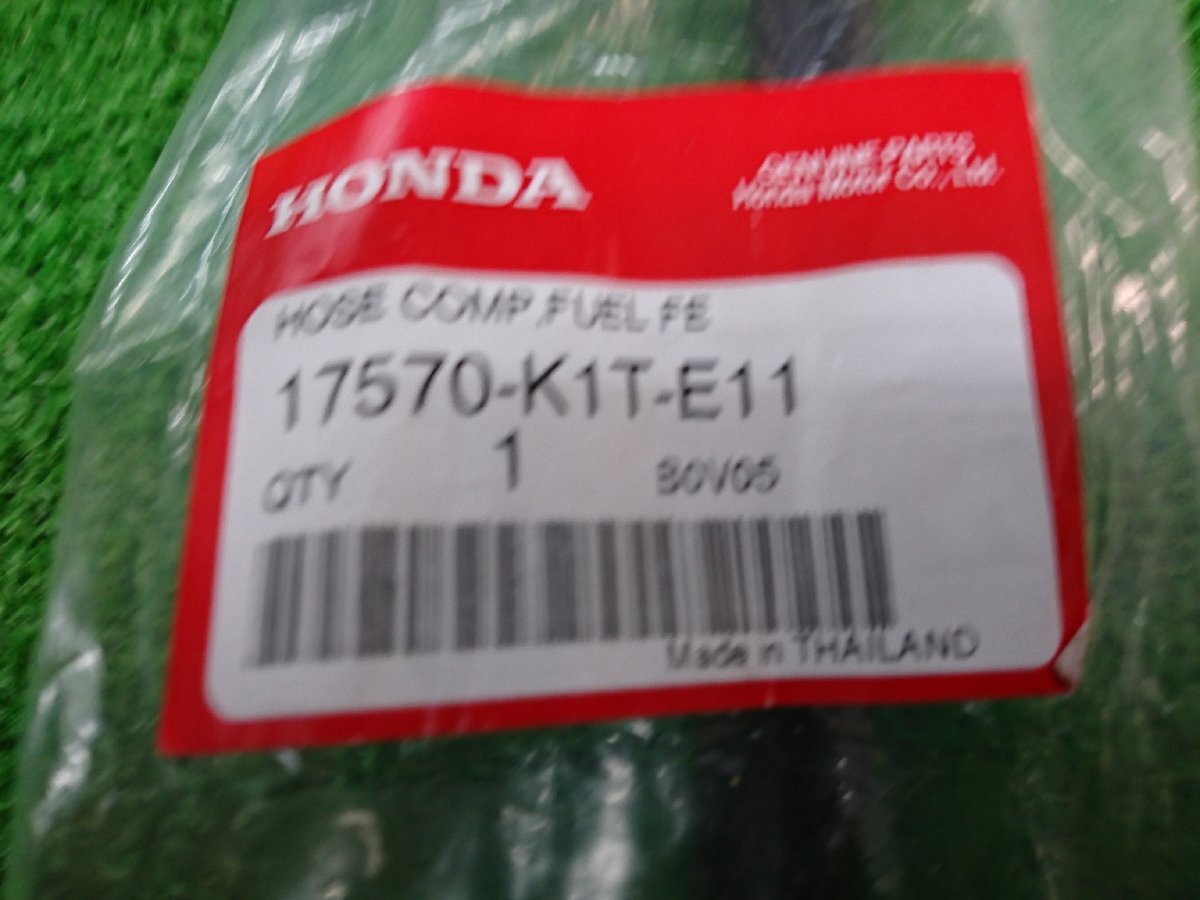 HONDA
GENUINE PARTS
Honda Motor Co., Ltd.
HOSE COMP,FUEL FE
17570-K1T-E11
QTY 1
Made in THAILAND